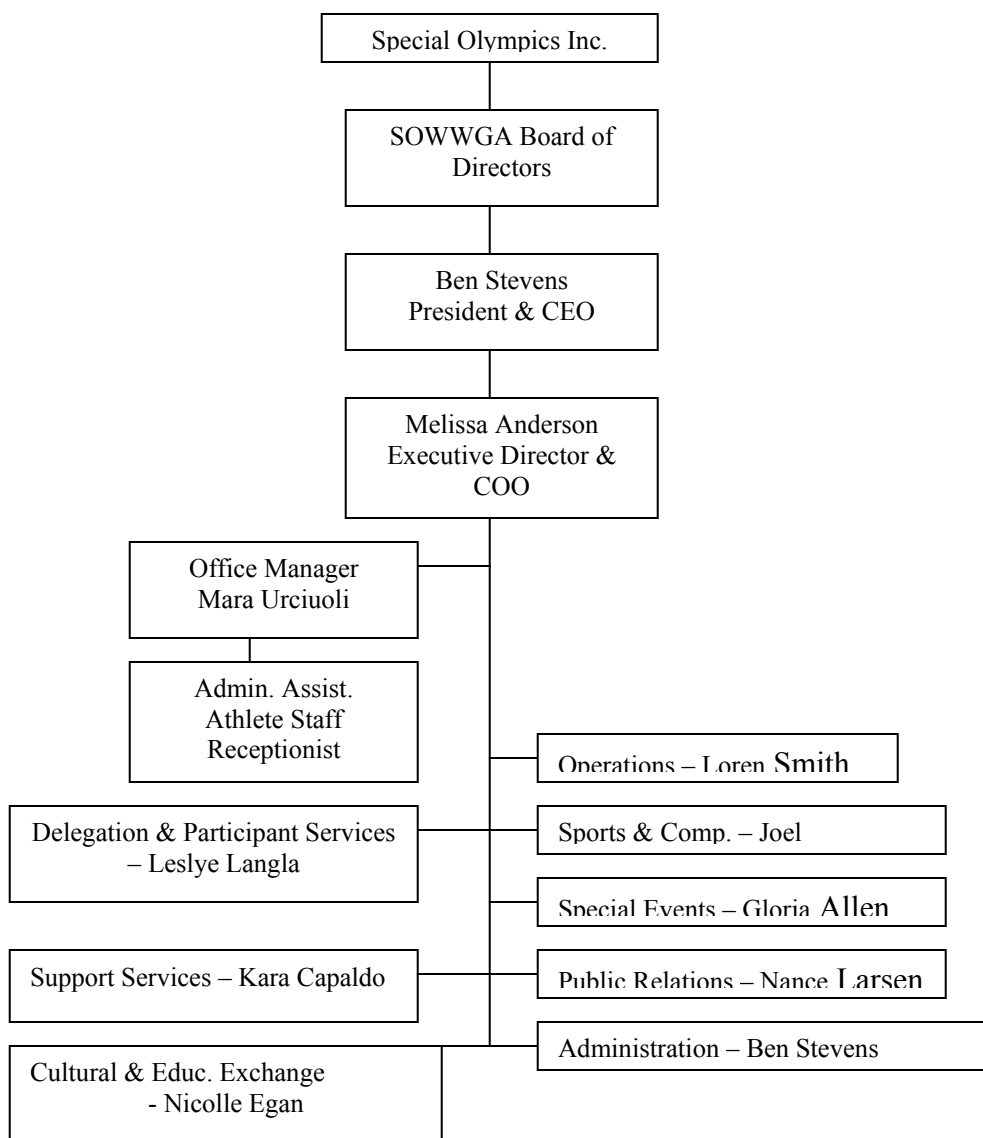 Special Olympics Inc.
SOWWGA Board of
Directors
Ben Stevens
President & CEO
Melissa Anderson
Executive Director &
COO
Office Manager
Mara Urciuoli
Admin. Assist.
Athlete Staff
Receptionist
Operations – Loren Smith
Delegation & Participant Services
– Leslye Langla
Sports & Comp. – Joel
Special Events – Gloria Allen
Support Services – Kara Capaldo
Public Relations – Nance Larsen
Administration – Ben Stevens
Cultural & Educ. Exchange
- Nicolle Egan